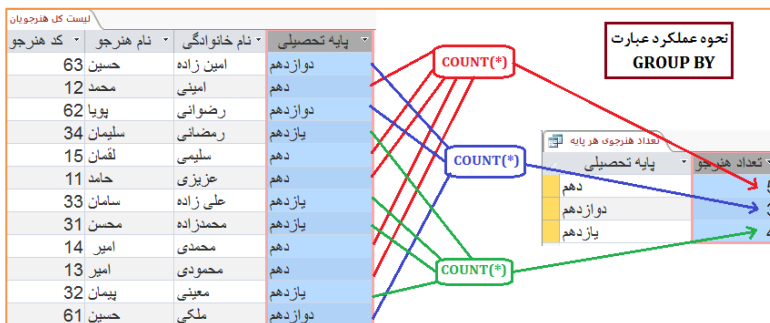 لیست کل هنرجویان
کد هنرجو نام هنرجو نام خانوادگی پایه تحصیلی
63 حسین امین زاده دوازدهم
12 محمد امینی دهم
62 پویا رضوانی دوازدهم
34 سلیمان رمضانی یازدهم
15 لقمان سلیمی دهم
11 حامد عزیزی دهم
33 سامان علی زاده یازدهم
31 محسن محمدزاده یازدهم
14 امیر محمدی دهم
13 امیر محمودی دهم
32 پیمان معینی یازدهم
61 حسین ملکی دوازدهم
COUNT(*)
COUNT(*)
COUNT(*)
نحوه عملکرد عبارت
GROUP BY
تعداد هنرجوی هر پایه
پایه تحصیلی تعداد هنرجو
دهم
دوازدهم
یازدهم